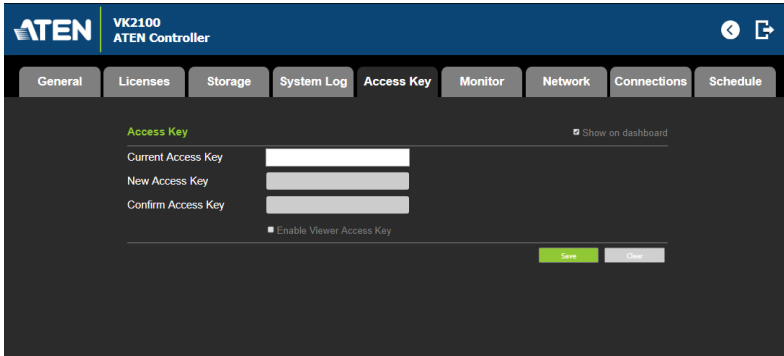 ATEN
VK2100
ATEN Controller
General Licenses Storage System Log Access Key Monitor Network Connections Schedule
Access Key Show on dashboard
Current Access Key
New Access Key
Confirm Access Key
Enable Viewer Access Key
Save Clear